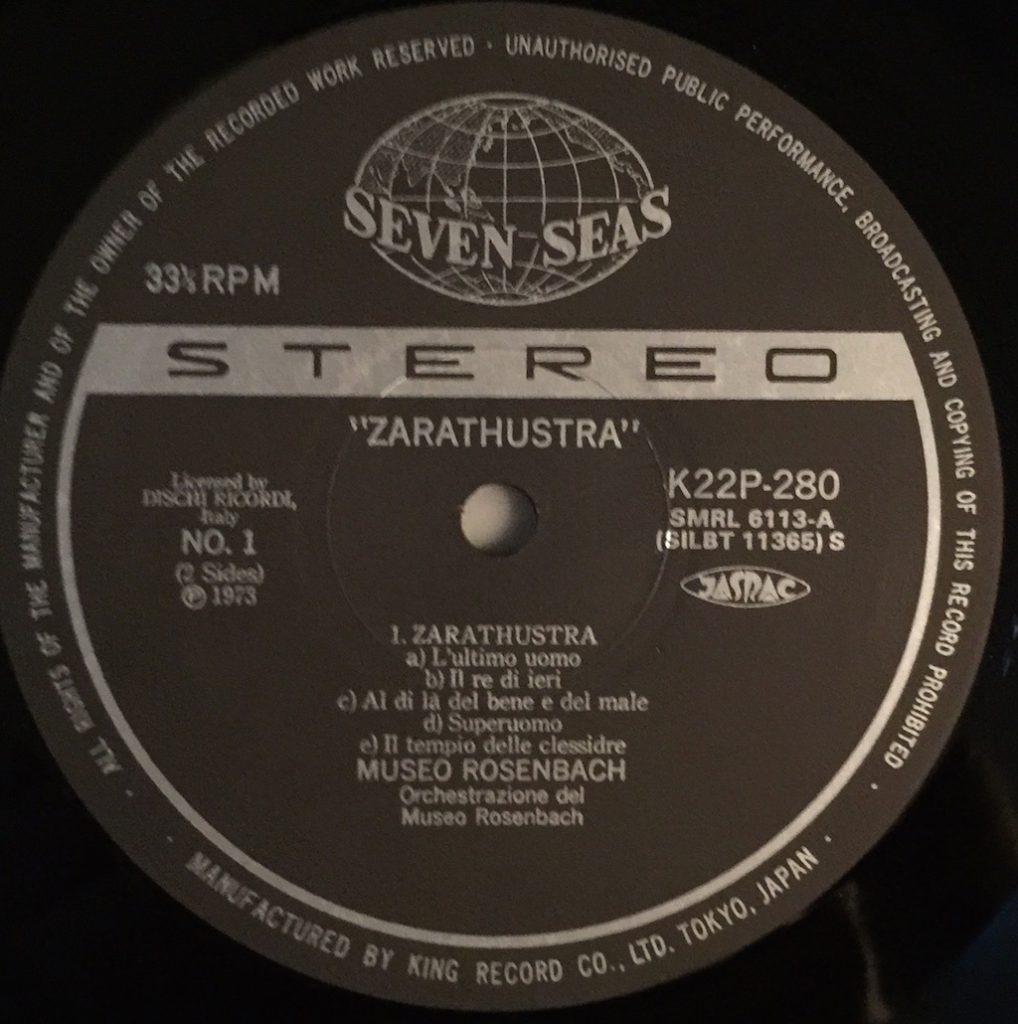 ALL RIGHTS OF THE MANUFACTURER AND OF THE OWNER OF THE RECORDED WORK RESERVED · UNAUTHORISED PUBLIC PERFORMANCE, BROADCASTING AND COPYING OF THIS RECORD PROHIBITED ·
SEVEN SEAS
33⅓ RPM
STEREO
"ZARATHUSTRA"
Licensed by
DISCHI RICORDI,
Italy
NO. 1
(2 Sides)
Ⓟ 1973
K22P-280
SMRL 6113-A
(SILBT 11365) S
JASRAC
1. ZARATHUSTRA
a) L'ultimo uomo
b) Il re di ieri
c) Al di là del bene e del male
d) Superuomo
e) Il tempio delle clessidre
MUSEO ROSENBACH
Orchestrazione del
Museo Rosenbach
· MANUFACTURED BY KING RECORD CO., LTD. TOKYO, JAPAN ·